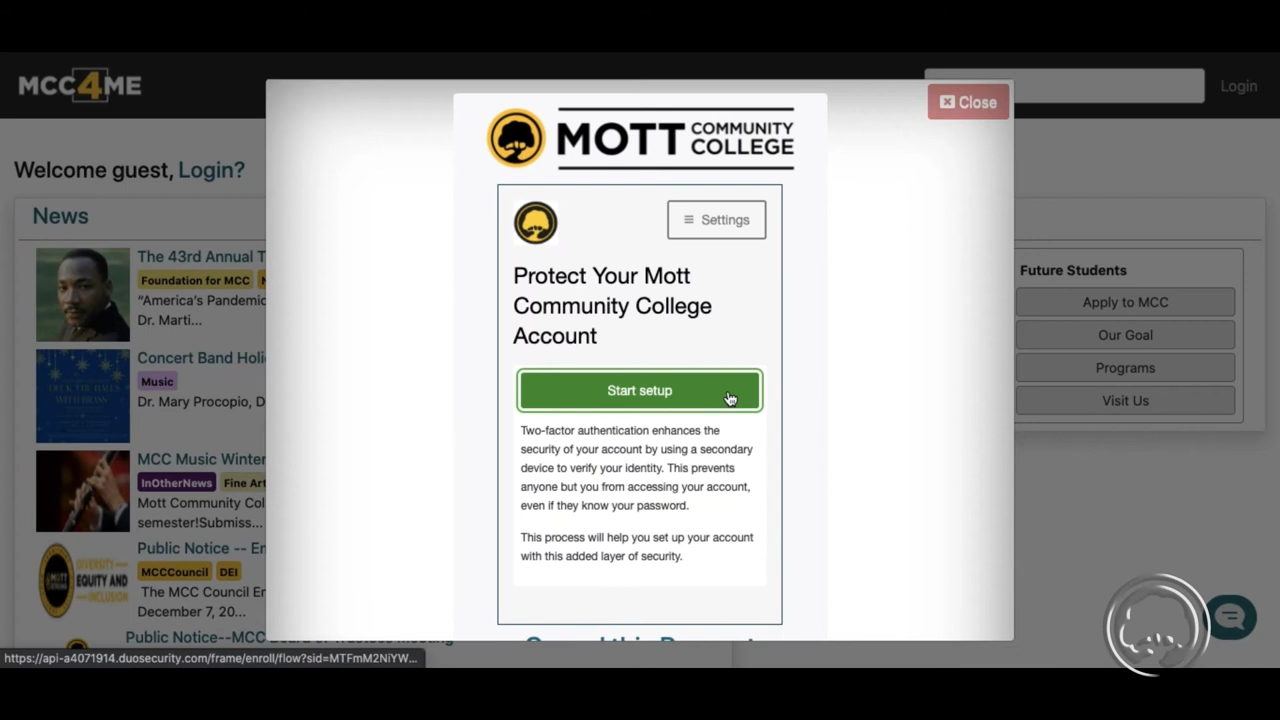 MCC4ME
Login
Close
MOTT COMMUNITY COLLEGE
Welcome guest, Login?
News
Settings
Protect Your Mott
Community College
Account
Start setup
Two-factor authentication enhances the
security of your account by using a secondary
device to verify your identity. This prevents
anyone but you from accessing your account,
even if they know your password.
This process will help you set up your account
with this added layer of security.
The 43rd Annual T
Foundation for MCC
"America's Pandemic
Dr. Marti...
Concert Band Holi
Music
Dr. Mary Procopio, D
MCC Music Winter
InOtherNews Fine Art
Mott Community Col
semester!Submiss...
Public Notice -- En
MCCCouncil DEI
The MCC Council En
December 7, 20...
EQUITY AND
Public Notice--MCC Board of Trustees Meeting
Future Students
Apply to MCC
Our Goal
Programs
Visit Us
https://api-a4071914.duosecurity.com/frame/enroll/flow?sid=MTFmM2NiYW...